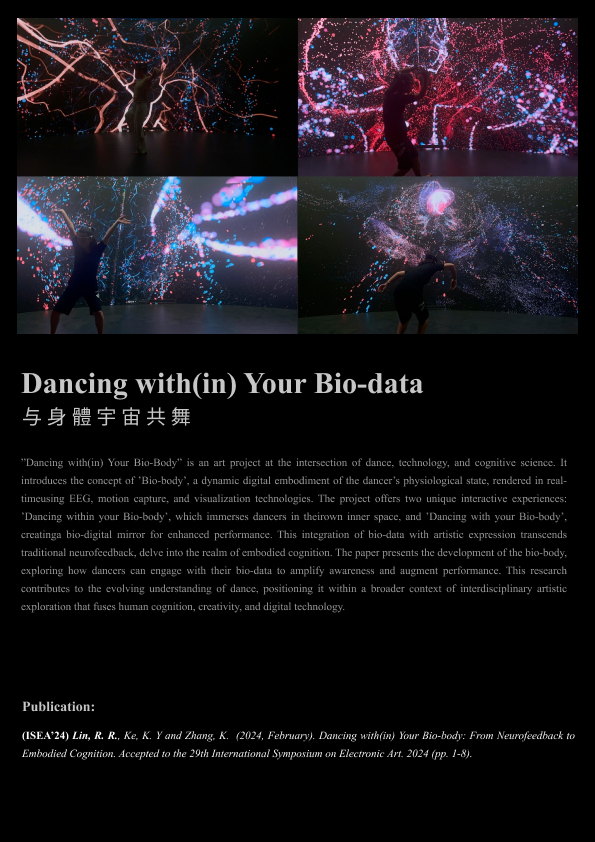 Dancing with(in) Your Bio-data
与身體宇宙共舞
"Dancing with(in) Your Bio-Body" is an art project at the intersection of dance, technology, and cognitive science. It
introduces the concept of 'Bio-body', a dynamic digital embodiment of the dancer's physiological state, rendered in real-
timeusing EEG, motion capture, and visualization technologies. The project offers two unique interactive experiences:
'Dancing within your Bio-body', which immerses dancers in theirown inner space, and 'Dancing with your Bio-body',
creatinga bio-digital mirror for enhanced performance. This integration of bio-data with artistic expression transcends
traditional neurofeedback, delve into the realm of embodied cognition. The paper presents the development of the bio-body,
exploring how dancers can engage with their bio-data to amplify awareness and augment performance. This research
contributes to the evolving understanding of dance, positioning it within a broader context of interdisciplinary artistic
exploration that fuses human cognition, creativity, and digital technology.
Publication:
(ISEA'24) Lin, R. R., Ke, K. Y and Zhang, K. (2024, February). Dancing with(in) Your Bio-body: From Neurofeedback to
Embodied Cognition. Accepted to the 29th International Symposium on Electronic Art. 2024 (pp. 1-8).